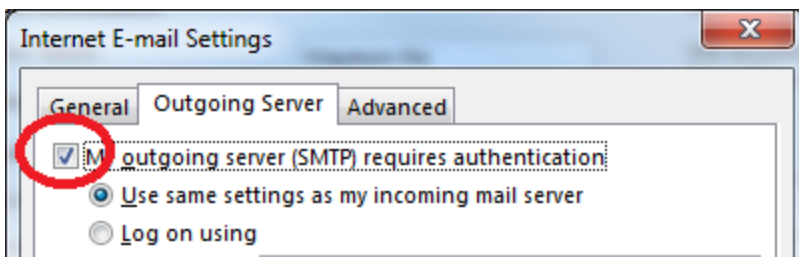 Internet E-mail Settings
General Outgoing Server Advanced
My outgoing server (SMTP) requires authentication
Use same settings as my incoming mail server
Log on using